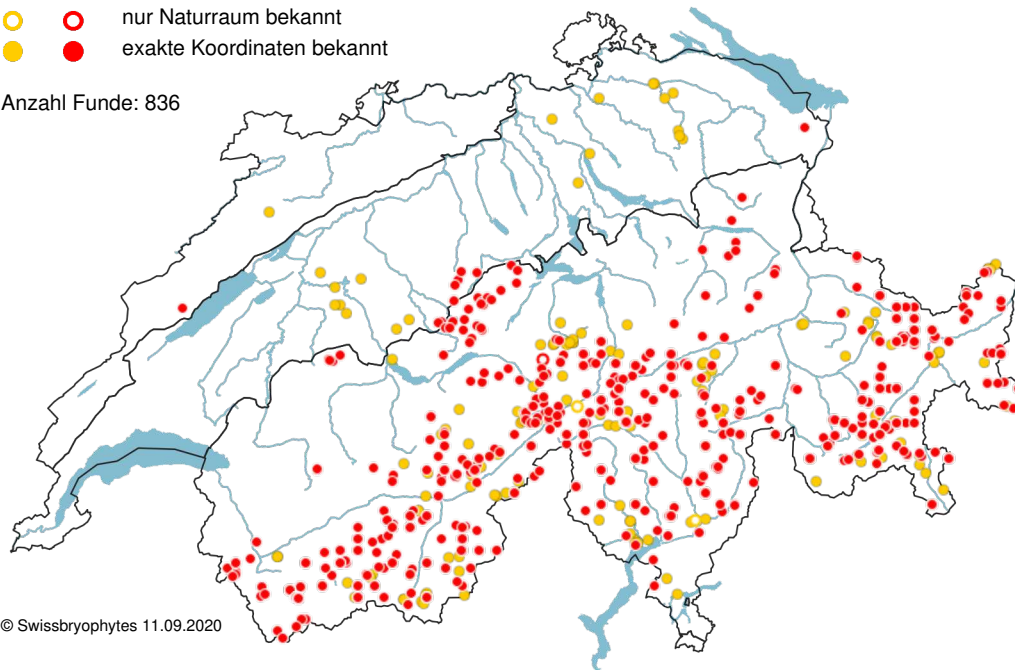 nur Naturraum bekannt
exakte Koordinaten bekannt
Anzahl Funde: 836
© Swissbryophytes 11.09.2020